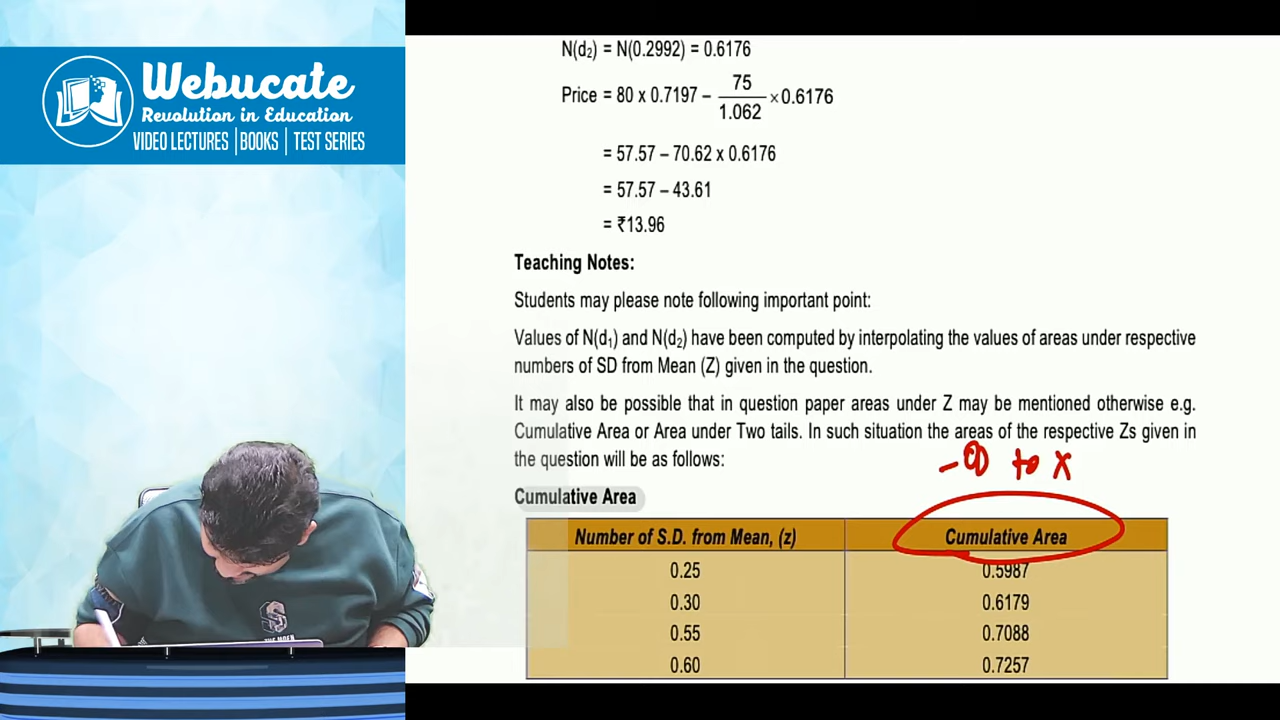 Webucate
Revolution in Education
VIDEO LECTURES | BOOKS | TEST SERIES
N(d₂) = N(0.2992) = 0.6176
Price = 80 x 0.7197 – 75/1.062 ×0.6176
= 57.57 – 70.62 x 0.6176
= 57.57 – 43.61
= ₹13.96
Teaching Notes:
Students may please note following important point:
Values of N(d₁) and N(d₂) have been computed by interpolating the values of areas under respective
numbers of SD from Mean (Z) given in the question.
It may also be possible that in question paper areas under Z may be mentioned otherwise e.g.
Cumulative Area or Area under Two tails. In such situation the areas of the respective Zs given in
the question will be as follows:
-∞ to x
Cumulative Area
Number of S.D. from Mean, (z) Cumulative Area
0.25 0.5987
0.30 0.6179
0.55 0.7088
0.60 0.7257